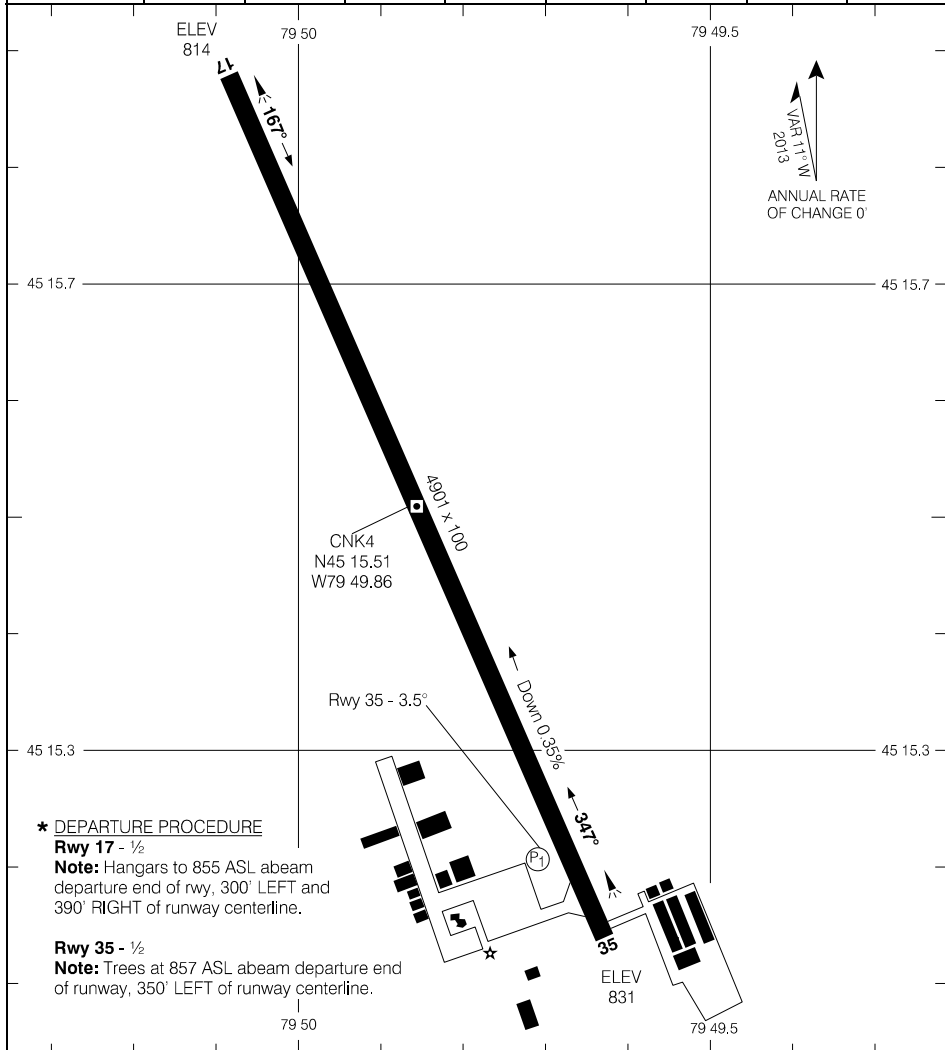 ELEV
814
79 50
79 49.5
17
167°
VAR 11° W
2013
ANNUAL RATE
OF CHANGE 0'
45 15.7
45 15.7
4901 x 100
CNK4
N45 15.51
W79 49.86
Rwy 35 - 3.5°
Down 0.35%
45 15.3
45 15.3
347°
P1
* DEPARTURE PROCEDURE
Rwy 17 - ½
Note: Hangars to 855 ASL abeam
departure end of rwy, 300' LEFT and
390' RIGHT of runway centerline.
Rwy 35 - ½
Note: Trees at 857 ASL abeam departure end
of runway, 350' LEFT of runway centerline.
35
ELEV
831
79 50
79 49.5